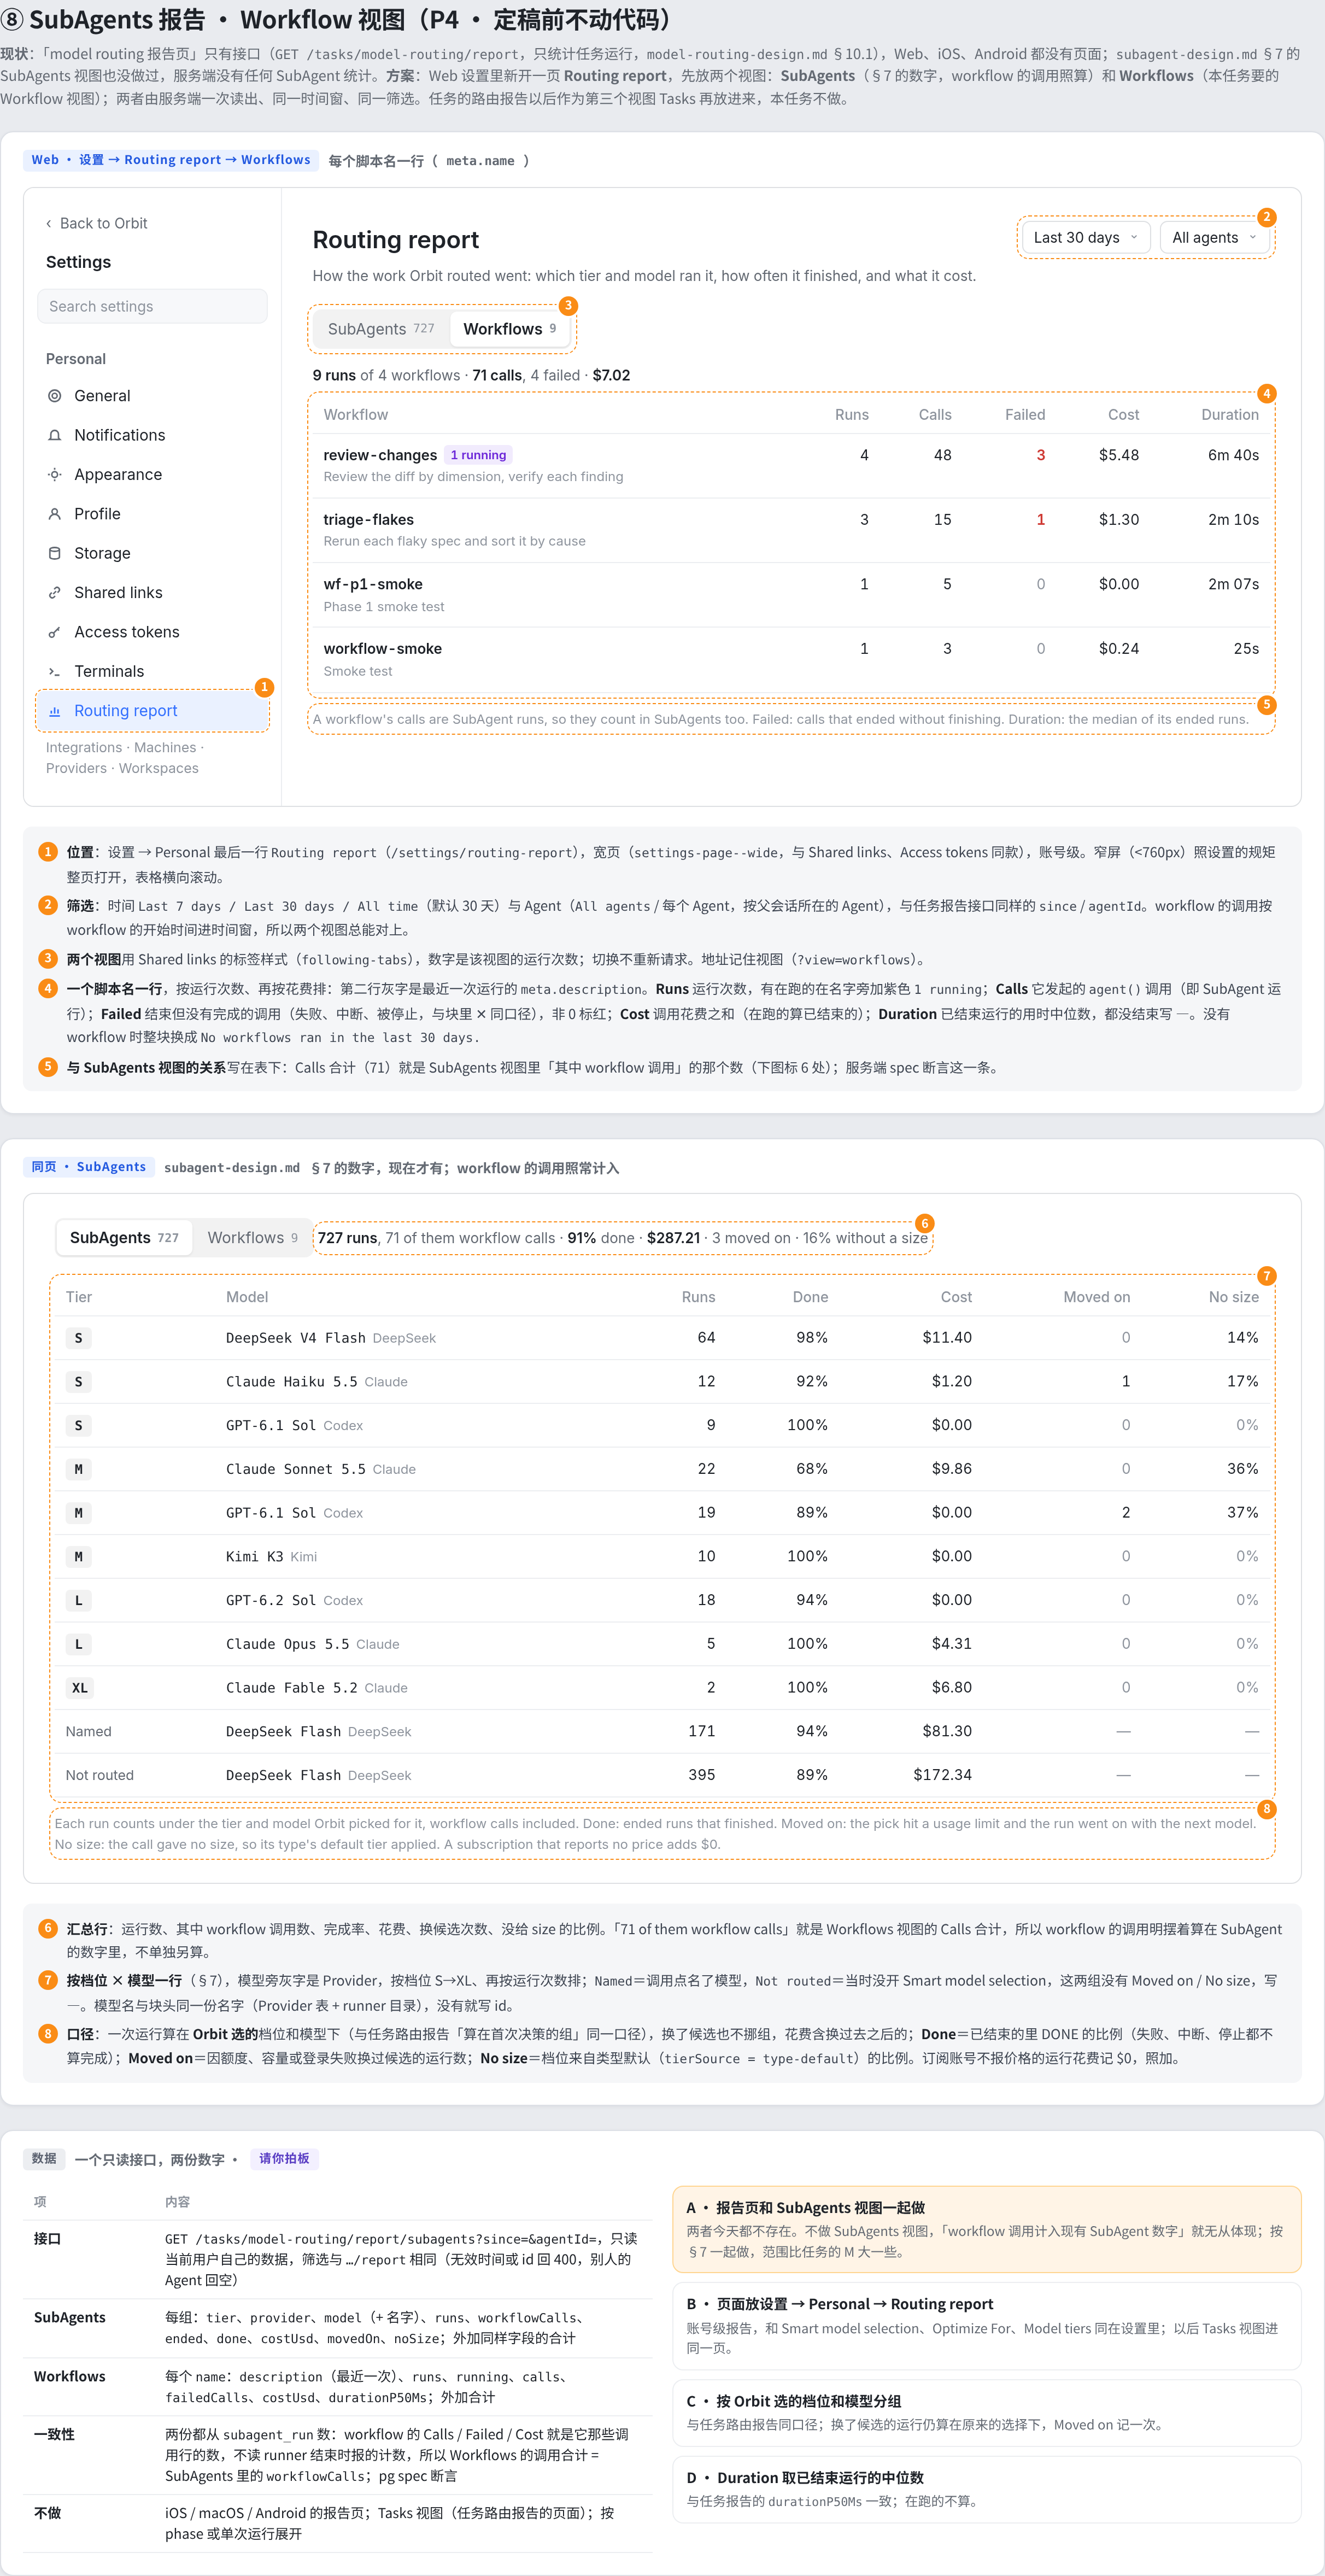 ⑧ SubAgents 报告 · Workflow 视图（P4 · 定稿前不动代码）
现状：「model routing 报告页」只有接口（GET /tasks/model-routing/report，只统计任务运行，model-routing-design.md §10.1），Web、iOS、Android 都没有页面；subagent-design.md §7 的
SubAgents 视图也没做过，服务端没有任何 SubAgent 统计。方案：Web 设置里新开一页 Routing report，先放两个视图：SubAgents（§7 的数字，workflow 的调用照算）和 Workflows（本任务要的
Workflow 视图）；两者由服务端一次读出、同一时间窗、同一筛选。任务的路由报告以后作为第三个视图 Tasks 再放进来，本任务不做。
Web · 设置 → Routing report → Workflows 每个脚本名一行（ meta.name ）
‹ Back to Orbit
Settings
Search settings
Personal
General
Notifications
Appearance
Profile
Storage
Shared links
Access tokens
Terminals
1
Routing report
Integrations · Machines ·
Providers · Workspaces
Routing report
2
Last 30 days All agents
How the work Orbit routed went: which tier and model ran it, how often it finished, and what it cost.
3
SubAgents 727 Workflows 9
9 runs of 4 workflows · 71 calls, 4 failed · $7.02
4
Workflow Runs Calls Failed Cost Duration
review-changes 1 running 4 48 3 $5.48 6m 40s
Review the diff by dimension, verify each finding
triage-flakes 3 15 1 $1.30 2m 10s
Rerun each flaky spec and sort it by cause
wf-p1-smoke 1 5 0 $0.00 2m 07s
Phase 1 smoke test
workflow-smoke 1 3 0 $0.24 25s
Smoke test
5
A workflow's calls are SubAgent runs, so they count in SubAgents too. Failed: calls that ended without finishing. Duration: the median of its ended runs.
1 位置：设置 → Personal 最后一行 Routing report（/settings/routing-report），宽页（settings-page--wide，与 Shared links、Access tokens 同款），账号级。窄屏（<760px）照设置的规矩
整页打开，表格横向滚动。
2 筛选：时间 Last 7 days / Last 30 days / All time（默认 30 天）与 Agent（All agents / 每个 Agent，按父会话所在的 Agent），与任务报告接口同样的 since / agentId。workflow 的调用按
workflow 的开始时间进时间窗，所以两个视图总能对上。
3 两个视图用 Shared links 的标签样式（following-tabs），数字是该视图的运行次数；切换不重新请求。地址记住视图（?view=workflows）。
4 一个脚本名一行，按运行次数、再按花费排：第二行灰字是最近一次运行的 meta.description。Runs 运行次数，有在跑的在名字旁加紫色 1 running；Calls 它发起的 agent() 调用（即 SubAgent 运
行）；Failed 结束但没有完成的调用（失败、中断、被停止，与块里 ✕ 同口径），非 0 标红；Cost 调用花费之和（在跑的算已结束的）；Duration 已结束运行的用时中位数，都没结束写 —。没有
workflow 时整块换成 No workflows ran in the last 30 days.
5 与 SubAgents 视图的关系写在表下：Calls 合计（71）就是 SubAgents 视图里「其中 workflow 调用」的那个数（下图标 6 处）；服务端 spec 断言这一条。
同页 · SubAgents subagent-design.md §7 的数字，现在才有；workflow 的调用照常计入
6
SubAgents 727 Workflows 9 727 runs, 71 of them workflow calls · 91% done · $287.21 · 3 moved on · 16% without a size
7
Tier Model Runs Done Cost Moved on No size
S DeepSeek V4 Flash DeepSeek 64 98% $11.40 0 14%
S Claude Haiku 5.5 Claude 12 92% $1.20 1 17%
S GPT-6.1 Sol Codex 9 100% $0.00 0 0%
M Claude Sonnet 5.5 Claude 22 68% $9.86 0 36%
M GPT-6.1 Sol Codex 19 89% $0.00 2 37%
M Kimi K3 Kimi 10 100% $0.00 0 0%
L GPT-6.2 Sol Codex 18 94% $0.00 0 0%
L Claude Opus 5.5 Claude 5 100% $4.31 0 0%
XL Claude Fable 5.2 Claude 2 100% $6.80 0 0%
Named DeepSeek Flash DeepSeek 171 94% $81.30 — —
Not routed DeepSeek Flash DeepSeek 395 89% $172.34 — —
8
Each run counts under the tier and model Orbit picked for it, workflow calls included. Done: ended runs that finished. Moved on: the pick hit a usage limit and the run went on with the next model.
No size: the call gave no size, so its type's default tier applied. A subscription that reports no price adds $0.
6 汇总行：运行数、其中 workflow 调用数、完成率、花费、换候选次数、没给 size 的比例。「71 of them workflow calls」就是 Workflows 视图的 Calls 合计，所以 workflow 的调用明摆着算在 SubAgent
的数字里，不单独另算。
7 按档位 × 模型一行（§7），模型旁灰字是 Provider，按档位 S→XL、再按运行次数排；Named＝调用点名了模型，Not routed＝当时没开 Smart model selection，这两组没有 Moved on / No size，写
—。模型名与块头同一份名字（Provider 表 + runner 目录），没有就写 id。
8 口径：一次运行算在 Orbit 选的档位和模型下（与任务路由报告「算在首次决策的组」同一口径），换了候选也不挪组，花费含换过去之后的；Done＝已结束的里 DONE 的比例（失败、中断、停止都不
算完成）；Moved on＝因额度、容量或登录失败换过候选的运行数；No size＝档位来自类型默认（tierSource = type-default）的比例。订阅账号不报价格的运行花费记 $0，照加。
数据 一个只读接口，两份数字 · 请你拍板
项 内容
接口 GET /tasks/model-routing/report/subagents?since=&agentId=，只读
当前用户自己的数据，筛选与 …/report 相同（无效时间或 id 回 400，别人的
Agent 回空）
SubAgents 每组：tier、provider、model（+ 名字）、runs、workflowCalls、
ended、done、costUsd、movedOn、noSize；外加同样字段的合计
Workflows 每个 name：description（最近一次）、runs、running、calls、
failedCalls、costUsd、durationP50Ms；外加合计
一致性 两份都从 subagent_run 数：workflow 的 Calls / Failed / Cost 就是它那些调
用行的数，不读 runner 结束时报的计数，所以 Workflows 的调用合计 =
SubAgents 里的 workflowCalls；pg spec 断言
不做 iOS / macOS / Android 的报告页；Tasks 视图（任务路由报告的页面）；按
phase 或单次运行展开
A · 报告页和 SubAgents 视图一起做
两者今天都不存在。不做 SubAgents 视图，「workflow 调用计入现有 SubAgent 数字」就无从体现；按
§7 一起做，范围比任务的 M 大一些。
B · 页面放设置 → Personal → Routing report
账号级报告，和 Smart model selection、Optimize For、Model tiers 同在设置里；以后 Tasks 视图进
同一页。
C · 按 Orbit 选的档位和模型分组
与任务路由报告同口径；换了候选的运行仍算在原来的选择下，Moved on 记一次。
D · Duration 取已结束运行的中位数
与任务报告的 durationP50Ms 一致；在跑的不算。